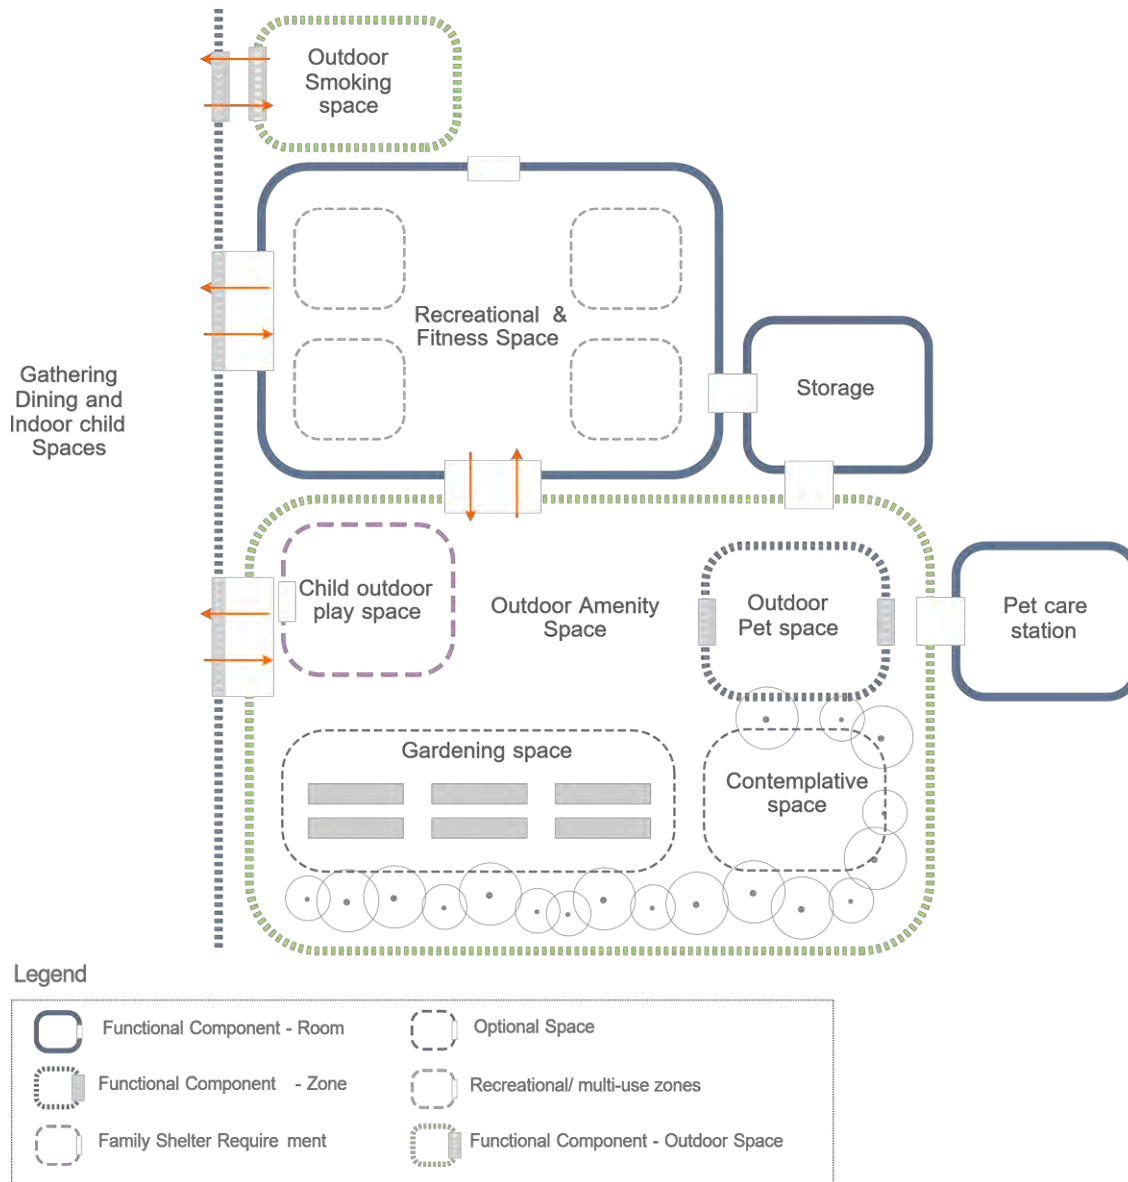 Outdoor
Smoking
space
Recreational &
Fitness Space
Gathering
Dining and
Indoor child
Spaces
Storage
Child outdoor
play space
Outdoor Amenity
Space
Outdoor
Pet space
Pet care
station
Gardening space
Contemplative
space
Legend
Functional Component - Room
Optional Space
Functional Component - Zone
Recreational/ multi-use zones
Family Shelter Require ment
Functional Component - Outdoor Space